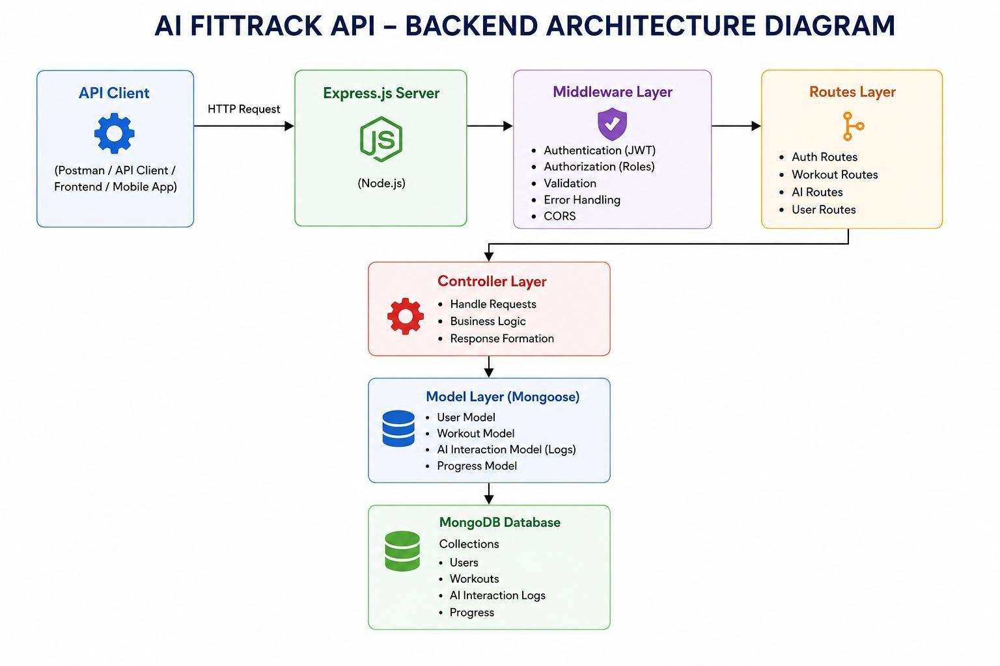 AI FITTRACK API – BACKEND ARCHITECTURE DIAGRAM
API Client
(Postman / API Client /
Frontend / Mobile App)
HTTP Request
Express.js Server
JS
(Node.js)
Middleware Layer
• Authentication (JWT)
• Authorization (Roles)
• Validation
• Error Handling
• CORS
Routes Layer
• Auth Routes
• Workout Routes
• AI Routes
• User Routes
Controller Layer
• Handle Requests
• Business Logic
• Response Formation
Model Layer (Mongoose)
• User Model
• Workout Model
• AI Interaction Model (Logs)
• Progress Model
MongoDB Database
Collections
• Users
• Workouts
• AI Interaction Logs
• Progress